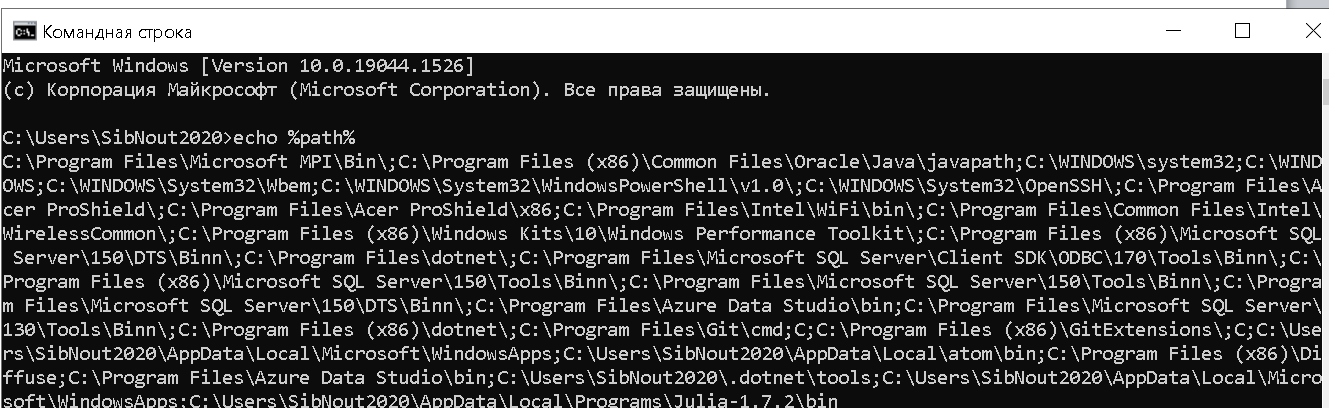 Командная строка
Microsoft Windows [Version 10.0.19044.1526]
(c) Корпорация Майкрософт (Microsoft Corporation). Все права защищены.
C:\Users\SibNout2020>echo %path%
C:\Program Files\Microsoft MPI\Bin\;C:\Program Files (x86)\Common Files\Oracle\Java\javapath;C:\WINDOWS\system32;C:\WIND
OWS;C:\WINDOWS\System32\Wbem;C:\WINDOWS\System32\WindowsPowerShell\v1.0\;C:\WINDOWS\System32\OpenSSH\;C:\Program Files\A
cer ProShield\;C:\Program Files\Acer ProShield\x86;C:\Program Files\Intel\WiFi\bin\;C:\Program Files\Common Files\Intel\
WirelessCommon\;C:\Program Files (x86)\Windows Kits\10\Windows Performance Toolkit\;C:\Program Files (x86)\Microsoft SQL
 Server\150\DTS\Binn\;C:\Program Files\dotnet\;C:\Program Files\Microsoft SQL Server\Client SDK\ODBC\170\Tools\Binn\;C:\
Program Files (x86)\Microsoft SQL Server\150\Tools\Binn\;C:\Program Files\Microsoft SQL Server\150\Tools\Binn\;C:\Progra
m Files\Microsoft SQL Server\150\DTS\Binn\;C:\Program Files\Azure Data Studio\bin;C:\Program Files\Microsoft SQL Server\
130\Tools\Binn\;C:\Program Files (x86)\dotnet\;C:\Program Files\Git\cmd;C;C:\Program Files (x86)\GitExtensions\;C;C:\Use
rs\SibNout2020\AppData\Local\Microsoft\WindowsApps;C:\Users\SibNout2020\AppData\Local\atom\bin;C:\Program Files (x86)\Di
ffuse;C:\Program Files\Azure Data Studio\bin;C:\Users\SibNout2020\.dotnet\tools;C:\Users\SibNout2020\AppData\Local\Micro
soft\WindowsApps;C:\Users\SibNout2020\AppData\Local\Programs\Julia-1.7.2\bin